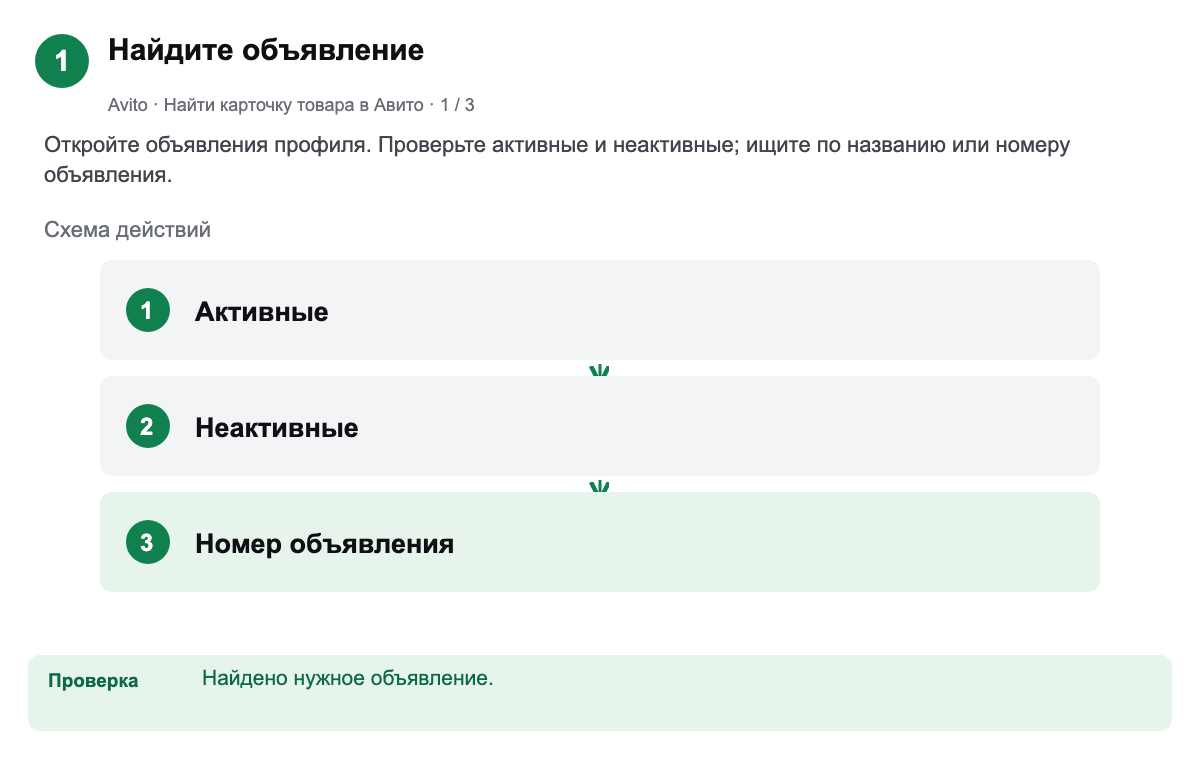 1
Найдите объявление
Avito · Найти карточку товара в Авито · 1 / 3
Откройте объявления профиля. Проверьте активные и неактивные; ищите по названию или номеру
объявления.
Схема действий
1 Активные
2 Неактивные
3 Номер объявления
Проверка Найдено нужное объявление.